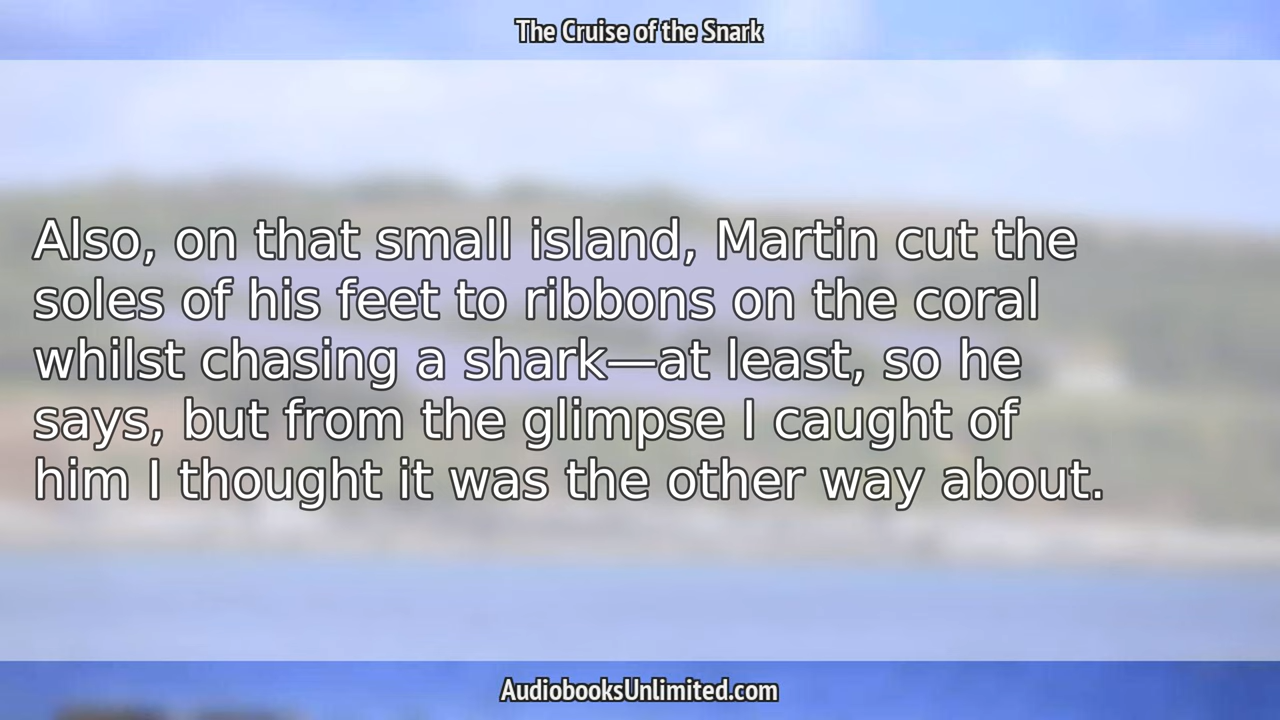 The Cruise of the Snark
Also, on that small island, Martin cut the
soles of his feet to ribbons on the coral
whilst chasing a shark—at least, so he
says, but from the glimpse I caught of
him I thought it was the other way about.
AudiobooksUnlimited.com